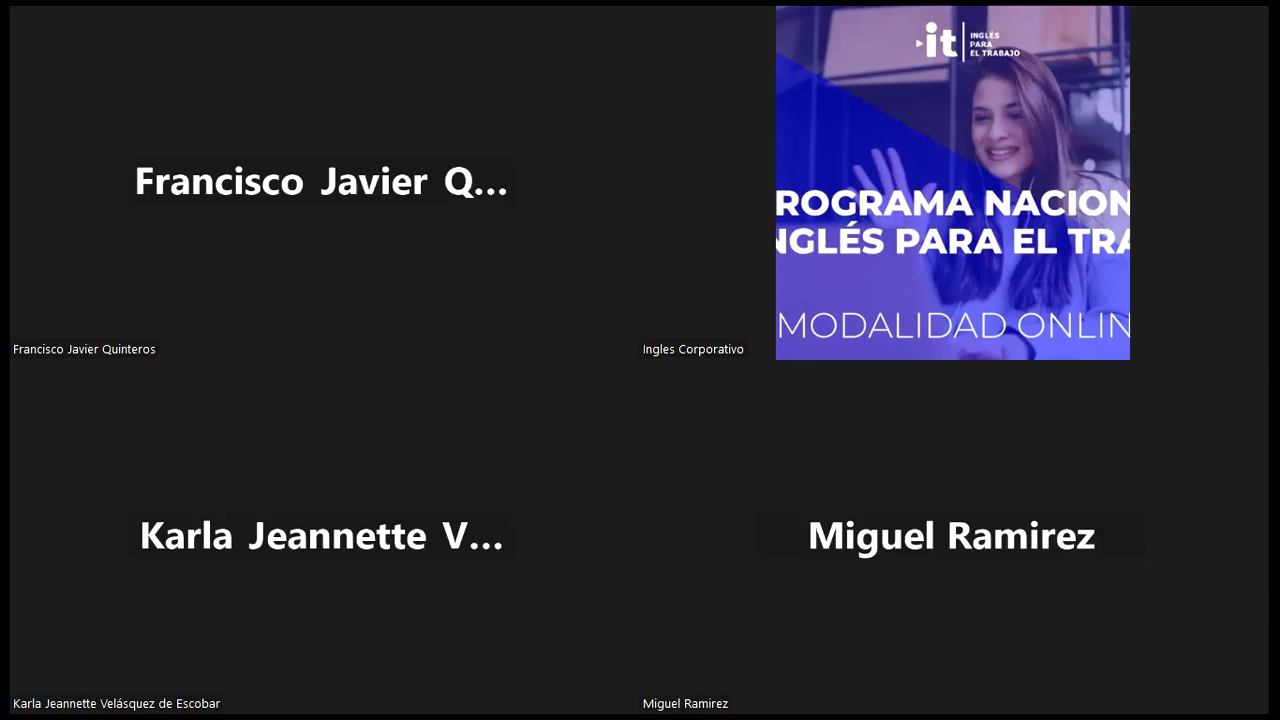 Francisco Javier Q...
Francisco Javier Quinteros
it
INGLÉS
PARA
EL TRABAJO
ROGRAMA NACION
NGLÉS PARA EL TRA
MODALIDAD ONLIN
Ingles Corporativo
Karla Jeannette V...
Karla Jeannette Velásquez de Escobar
Miguel Ramirez
Miguel Ramirez